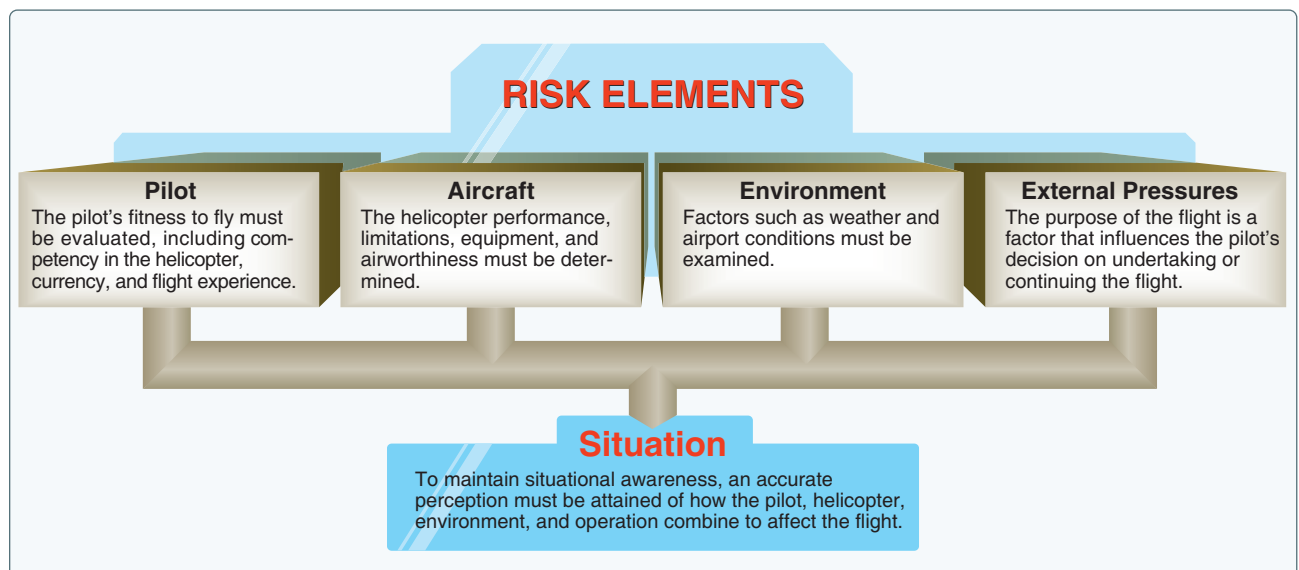 RISK ELEMENTS
Pilot
The pilot's fitness to fly must
be evaluated, including com-
petency in the helicopter,
currency, and flight experience.
Aircraft
The helicopter performance,
limitations, equipment, and
airworthiness must be deter-
mined.
Environment
Factors such as weather and
airport conditions must be
examined.
External Pressures
The purpose of the flight is a
factor that influences the pilot's
decision on undertaking or
continuing the flight.
Situation
To maintain situational awareness, an accurate
perception must be attained of how the pilot, helicopter,
environment, and operation combine to affect the flight.